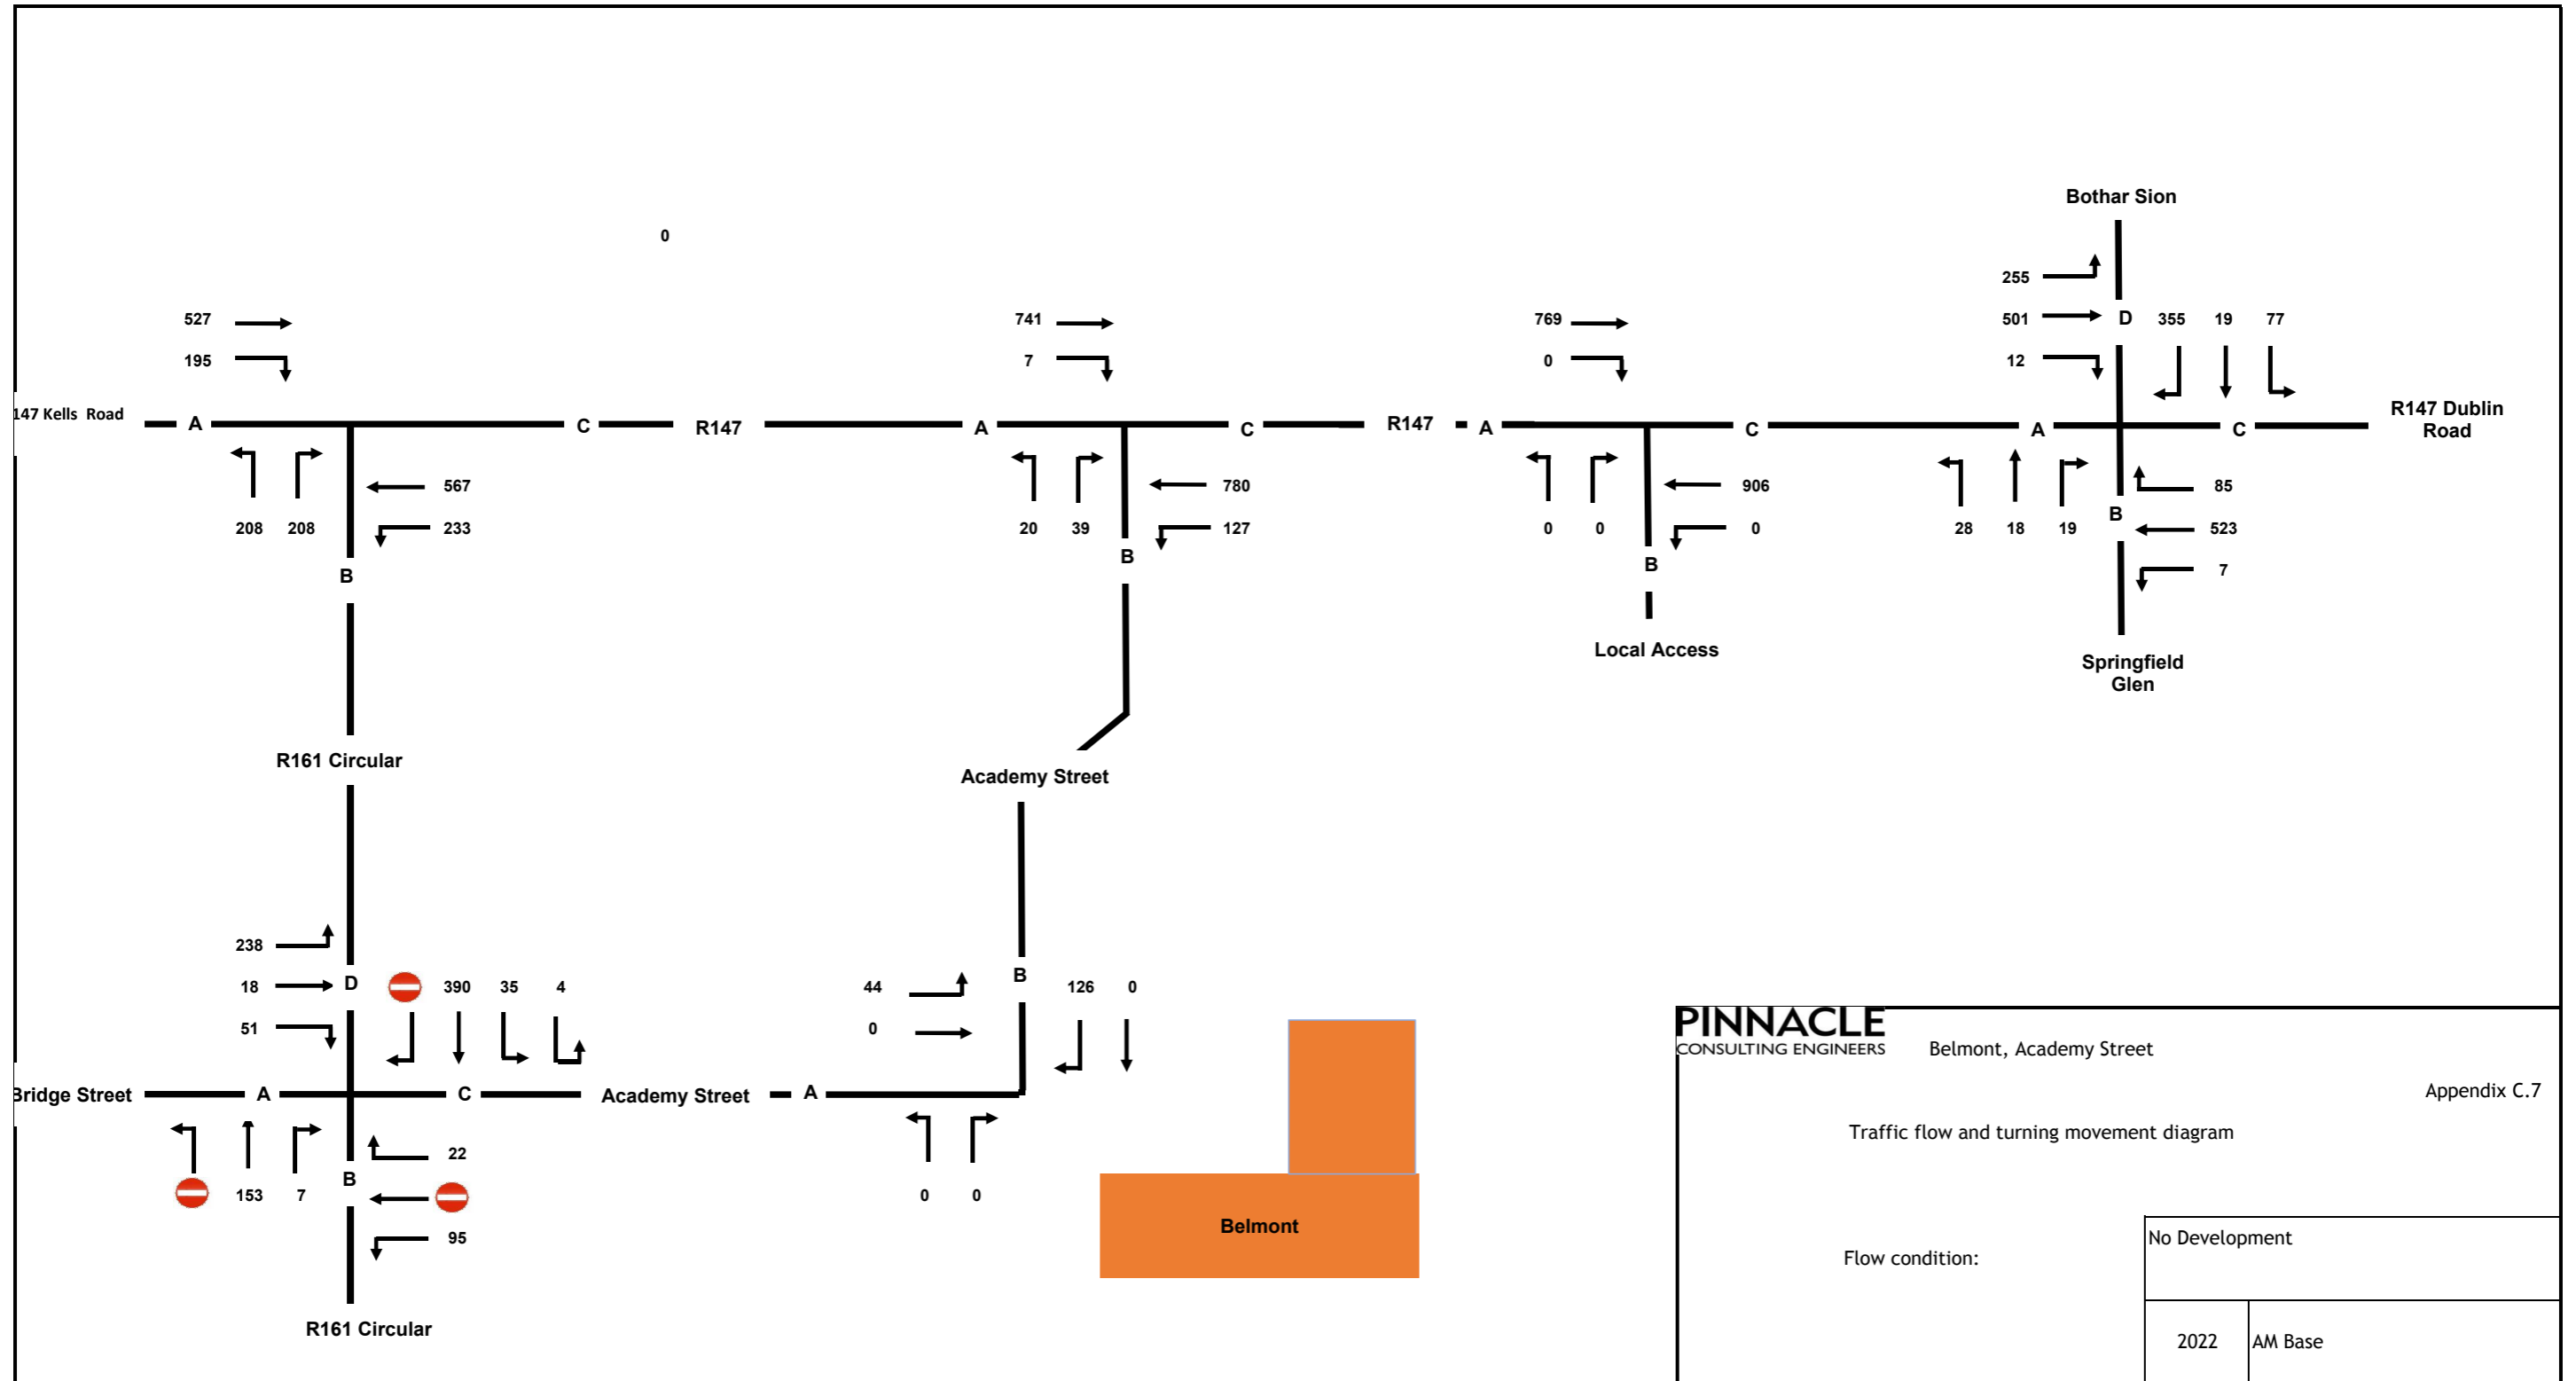 Bothar Sion
0
255
527 741 769 501 D 355 19 77
195 7 0 12
147 Kells Road A C R147 A C R147 A C A C R147 Dublin
Road
567 780 906 85
208 208 233 20 39 127 0 0 0 28 18 19 B 523
B B B 7
Local Access
Springfield
Glen
R161 Circular
Academy Street
238
18 D 390 35 4 44 B 126 0
51 0
Bridge Street A C Academy Street A
22
153 7 B 0 0
95
R161 Circular
Belmont
PINNACLE
CONSULTING ENGINEERS
Belmont, Academy Street
Appendix C.7
Traffic flow and turning movement diagram
Flow condition:
No Development
2022 AM Base